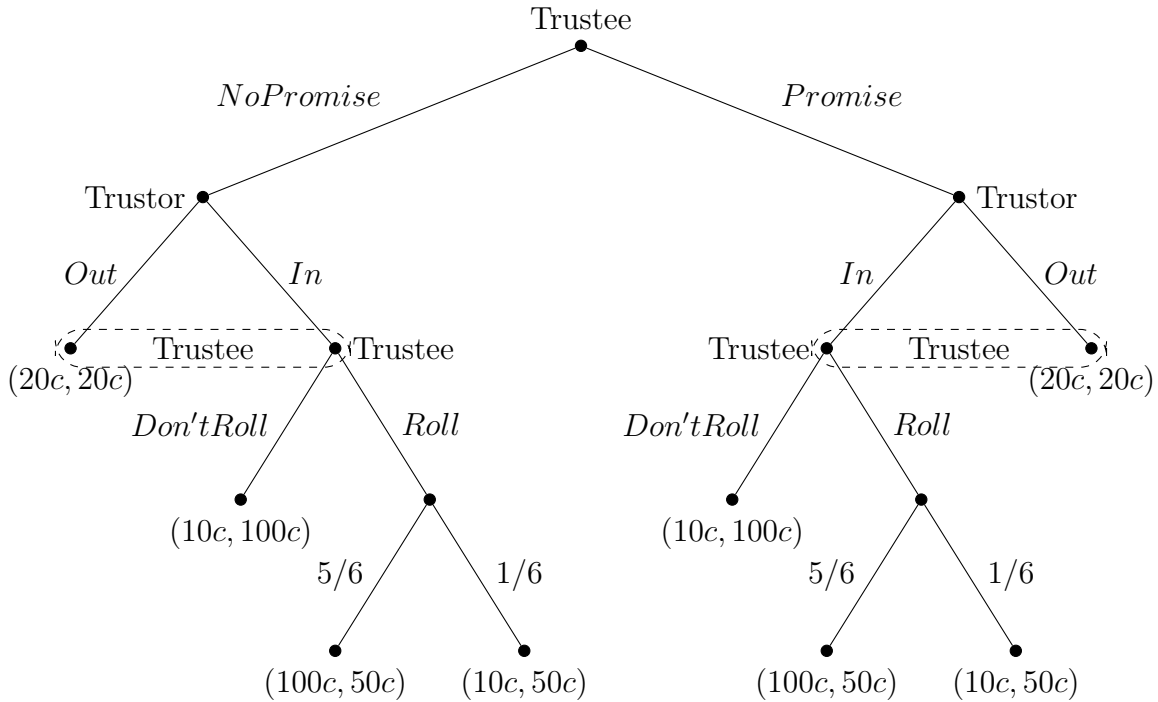 Trustee
NoPromise Promise
Trustor Trustor
Out In In Out
Trustee Trustee Trustee Trustee
(20c, 20c) (20c, 20c)
Don'tRoll Roll Don'tRoll Roll
(10c, 100c) (10c, 100c)
5/6 1/6 5/6 1/6
(100c, 50c) (10c, 50c) (100c, 50c) (10c, 50c)